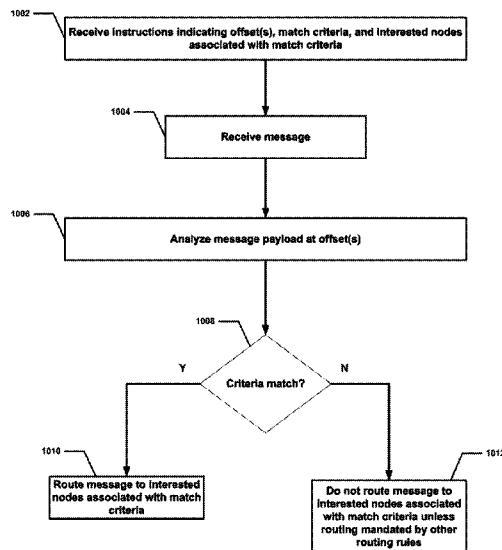 1002
Receive instructions indicating offset(s), match criteria, and interested nodes
associated with match criteria
1004
Receive message
1006
Analyze message payload at offset(s)
1008
Y
Criteria match?
N
1010
Route message to interested
nodes associated with match
criteria
1012
Do not route message to
interested nodes associated
with match criteria unless
routing mandated by other
routing rules